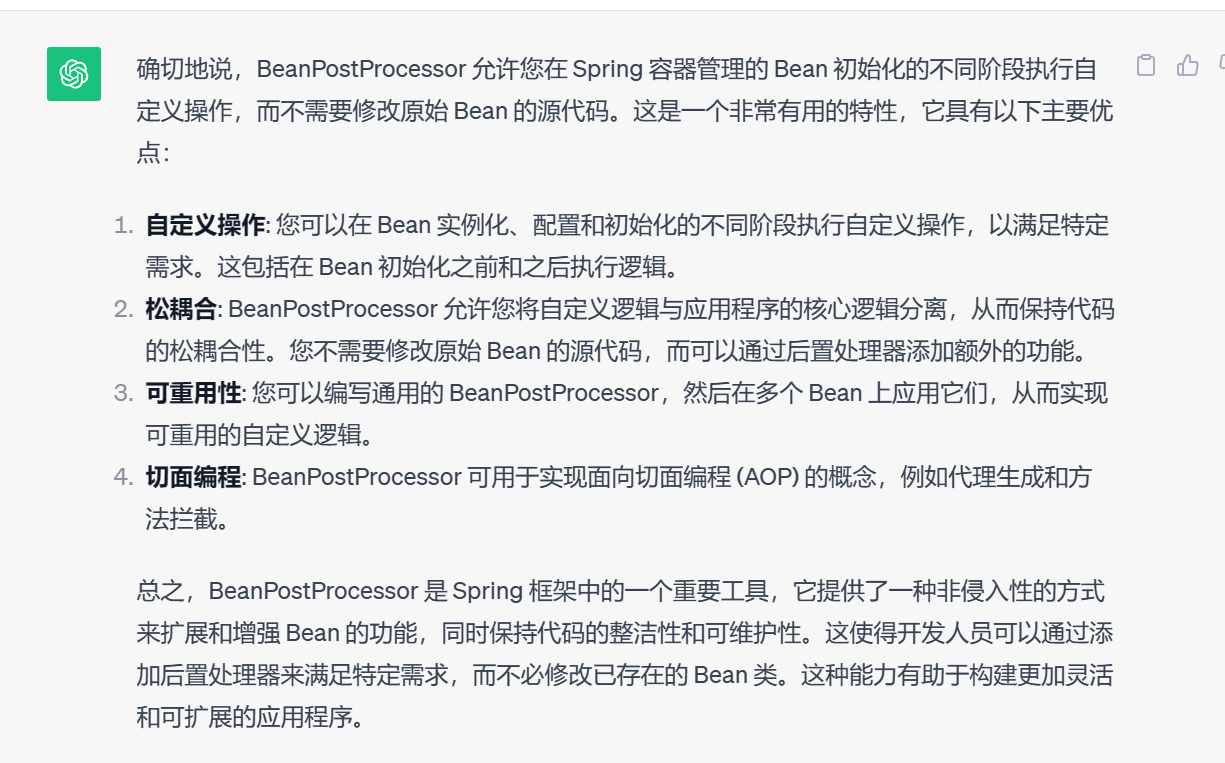 确切地说，BeanPostProcessor 允许您在 Spring 容器管理的 Bean 初始化的不同阶段执行自
定义操作，而不需要修改原始 Bean 的源代码。这是一个非常有用的特性，它具有以下主要优
点：
1. 自定义操作: 您可以在 Bean 实例化、配置和初始化的不同阶段执行自定义操作，以满足特定
需求。这包括在 Bean 初始化之前和之后执行逻辑。
2. 松耦合: BeanPostProcessor 允许您将自定义逻辑与应用程序的核心逻辑分离，从而保持代码
的松耦合性。您不需要修改原始 Bean 的源代码，而可以通过后置处理器添加额外的功能。
3. 可重用性: 您可以编写通用的 BeanPostProcessor，然后在多个 Bean 上应用它们，从而实现
可重用的自定义逻辑。
4. 切面编程: BeanPostProcessor 可用于实现面向切面编程 (AOP) 的概念，例如代理生成和方
法拦截。
总之，BeanPostProcessor 是 Spring 框架中的一个重要工具，它提供了一种非侵入性的方式
来扩展和增强 Bean 的功能，同时保持代码的整洁性和可维护性。这使得开发人员可以通过添
加后置处理器来满足特定需求，而不必修改已存在的 Bean 类。这种能力有助于构建更加灵活
和可扩展的应用程序。